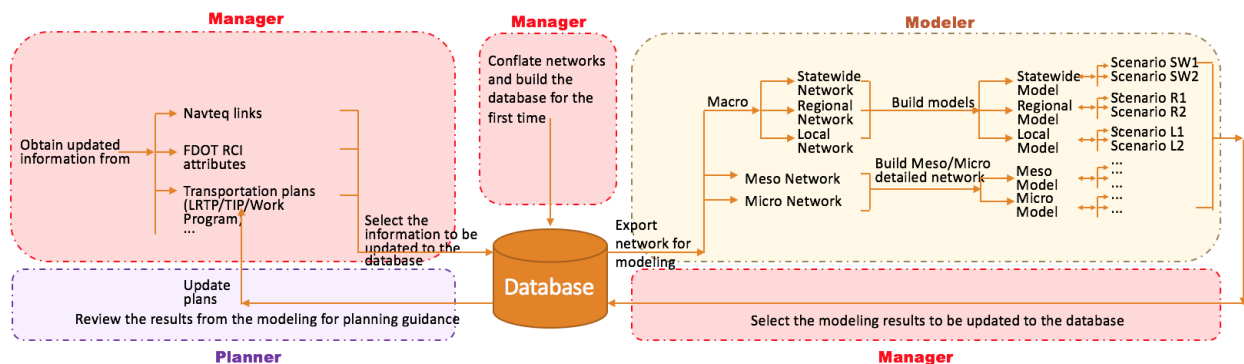 Manager
Obtain updated
information from
Navteq links
FDOT RCI
attributes
Transportation plans
(LRTP/TIP/Work
Program)
...
Select the
information to be
updated to the
database
Manager
Conflate networks
and build the
database for the
first time
Database
Export
network for
modeling
Modeler
Macro
Statewide
Network
Regional
Network
Local
Network
Meso Network
Micro Network
Build models
Build Meso/Micro
detailed network
Statewide
Model
Regional
Model
Local
Model
Meso
Model
Micro
Model
Scenario SW1
Scenario SW2
Scenario R1
Scenario R2
Scenario L1
Scenario L2
...
...
...
...
Update
plans
Review the results from the modeling for planning guidance
Planner
Select the modeling results to be updated to the database
Manager